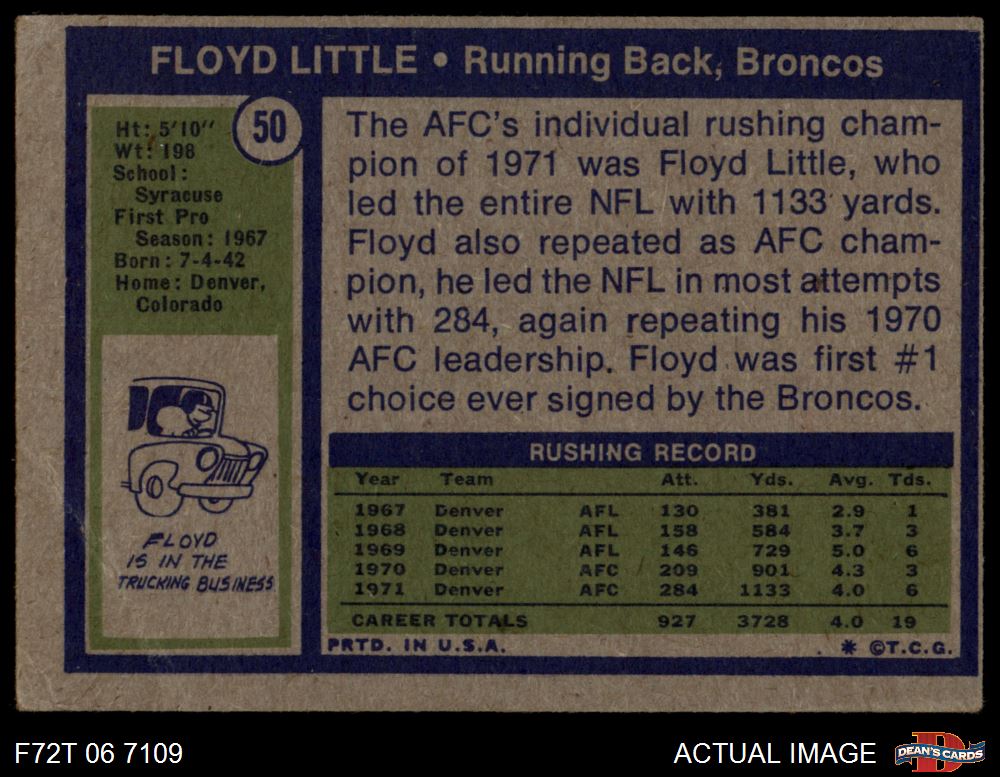 FLOYD LITTLE • Running Back, Broncos
50
Ht: 5'10"
Wt: 198
School:
Syracuse
First Pro
Season: 1967
Born: 7-4-42
Home: Denver,
Colorado
FLOYD
IS IN THE
TRUCKING BUSINESS
The AFC's individual rushing cham-
pion of 1971 was Floyd Little, who
led the entire NFL with 1133 yards.
Floyd also repeated as AFC cham-
pion, he led the NFL in most attempts
with 284, again repeating his 1970
AFC leadership. Floyd was first #1
choice ever signed by the Broncos.
RUSHING RECORD
Year Team Att. Yds. Avg. Tds.
1967 Denver AFL 130 381 2.9 1
1968 Denver AFL 158 584 3.7 3
1969 Denver AFL 146 729 5.0 6
1970 Denver AFC 209 901 4.3 3
1971 Denver AFC 284 1133 4.0 6
CAREER TOTALS 927 3728 4.0 19
PRTD. IN U.S.A. * ©T.C.G.
F72T 06 7109 ACTUAL IMAGE D DEAN'S CARDS